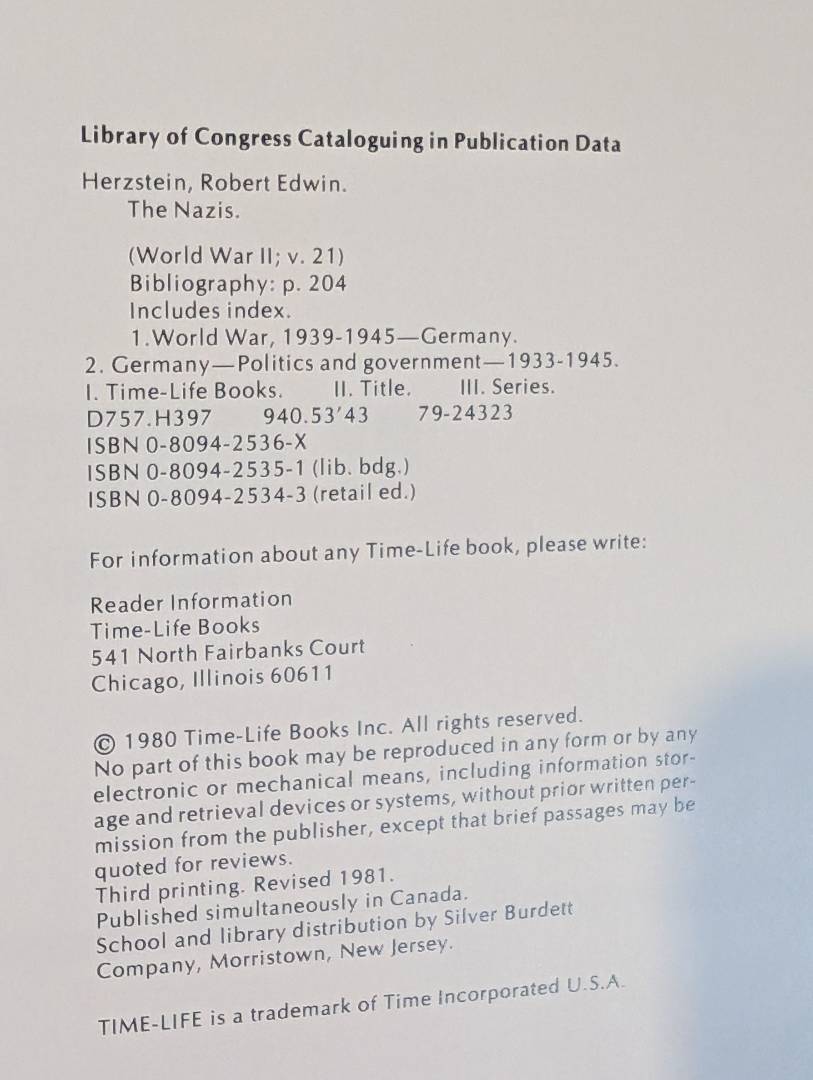 Library of Congress Cataloguing in Publication Data
Herzstein, Robert Edwin.
The Nazis.
(World War II; v. 21)
Bibliography: p. 204
Includes index.
1.World War, 1939-1945—Germany.
2. Germany—Politics and government—1933-1945.
I. Time-Life Books. II. Title. III. Series.
D757.H397 940.53′43 79-24323
ISBN 0-8094-2536-X
ISBN 0-8094-2535-1 (lib. bdg.)
ISBN 0-8094-2534-3 (retail ed.)
For information about any Time-Life book, please write:
Reader Information
Time-Life Books
541 North Fairbanks Court
Chicago, Illinois 60611
© 1980 Time-Life Books Inc. All rights reserved.
No part of this book may be reproduced in any form or by any
electronic or mechanical means, including information stor-
age and retrieval devices or systems, without prior written per-
mission from the publisher, except that brief passages may be
quoted for reviews.
Third printing. Revised 1981.
Published simultaneously in Canada.
School and library distribution by Silver Burdett
Company, Morristown, New Jersey.
TIME-LIFE is a trademark of Time Incorporated U.S.A.